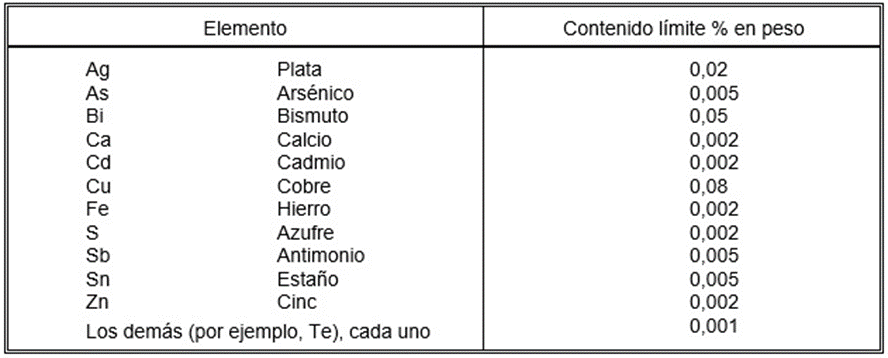 Elemento Contenido límite % en peso
Ag Plata 0,02
As Arsénico 0,005
Bi Bismuto 0,05
Ca Calcio 0,002
Cd Cadmio 0,002
Cu Cobre 0,08
Fe Hierro 0,002
S Azufre 0,002
Sb Antimonio 0,005
Sn Estaño 0,005
Zn Cinc 0,002
Los demás (por ejemplo, Te), cada uno 0,001